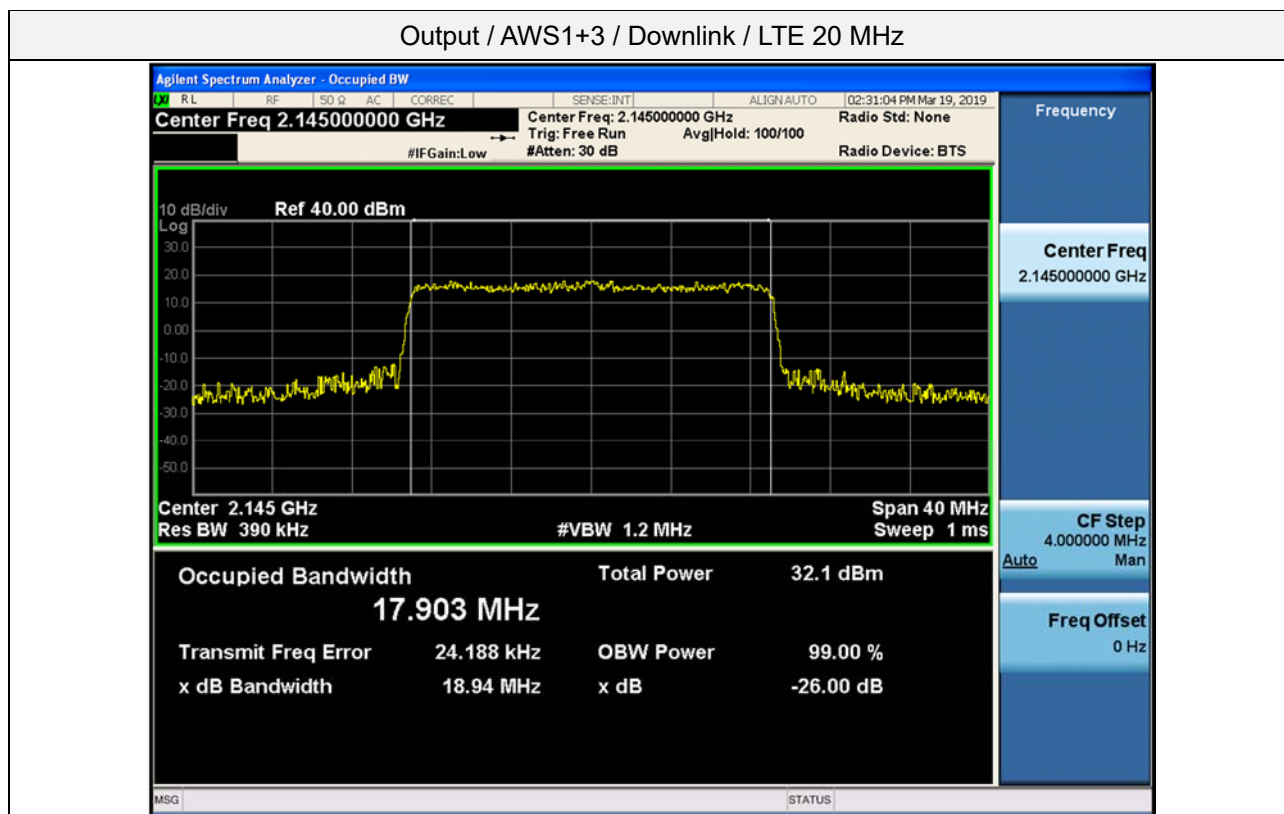 Output / AWS1+3 / Downlink / LTE 20 MHz
Agilent Spectrum Analyzer - Occupied BW
LXI RL RF 50 Ω AC CORREC SENSE:INT ALIGNAUTO 02:31:04 PM Mar 19, 2019
Center Freq 2.145000000 GHz
Center Freq: 2.145000000 GHz
Radio Std: None
Trig: Free Run Avg|Hold: 100/100
#IFGain:Low
#Atten: 30 dB
Radio Device: BTS
10 dB/div Ref 40.00 dBm
Log
30.0
20.0
10.0
0.00
-10.0
-20.0
-30.0
-40.0
-50.0
Center 2.145 GHz Span 40 MHz
Res BW 390 kHz #VBW 1.2 MHz Sweep 1 ms
Occupied Bandwidth Total Power 32.1 dBm
17.903 MHz
Transmit Freq Error 24.188 kHz OBW Power 99.00 %
x dB Bandwidth 18.94 MHz x dB -26.00 dB
Frequency
Center Freq
2.145000000 GHz
CF Step
4.000000 MHz
Auto Man
Freq Offset
0 Hz
MSG STATUS